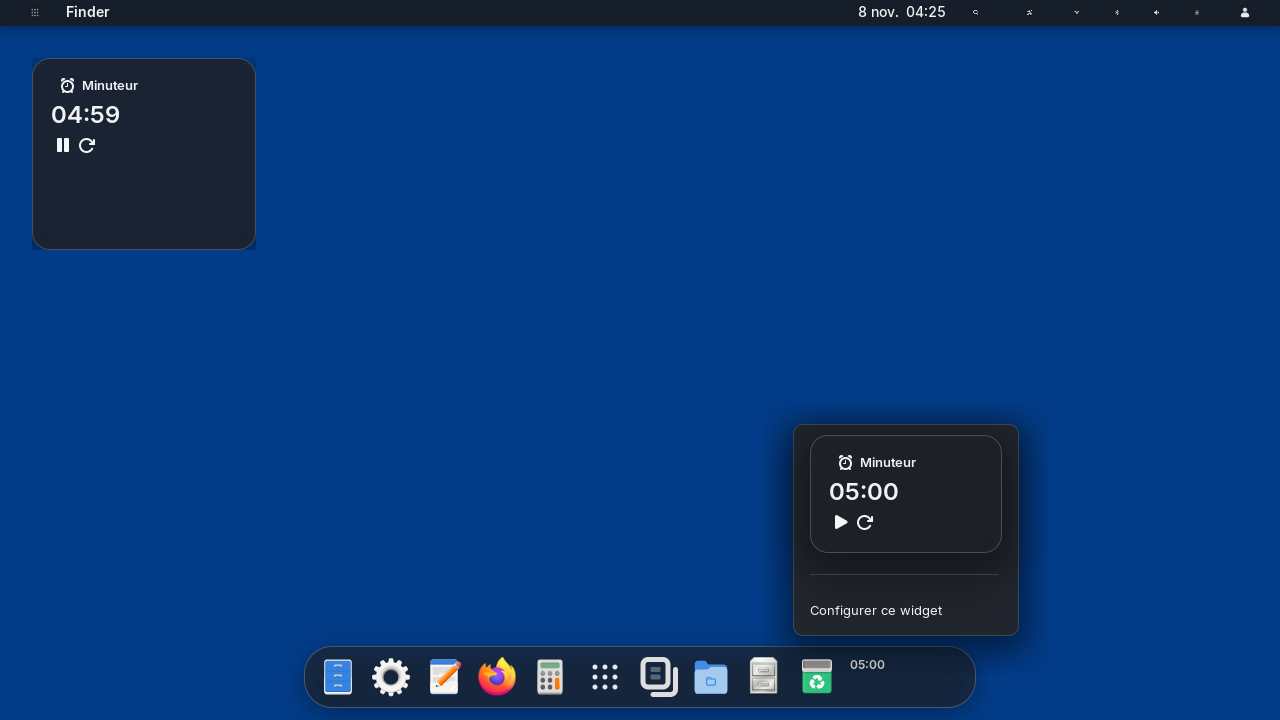 Finder
8 nov.  04:25
Minuteur
04:59
Minuteur
05:00
Configurer ce widget
05:00